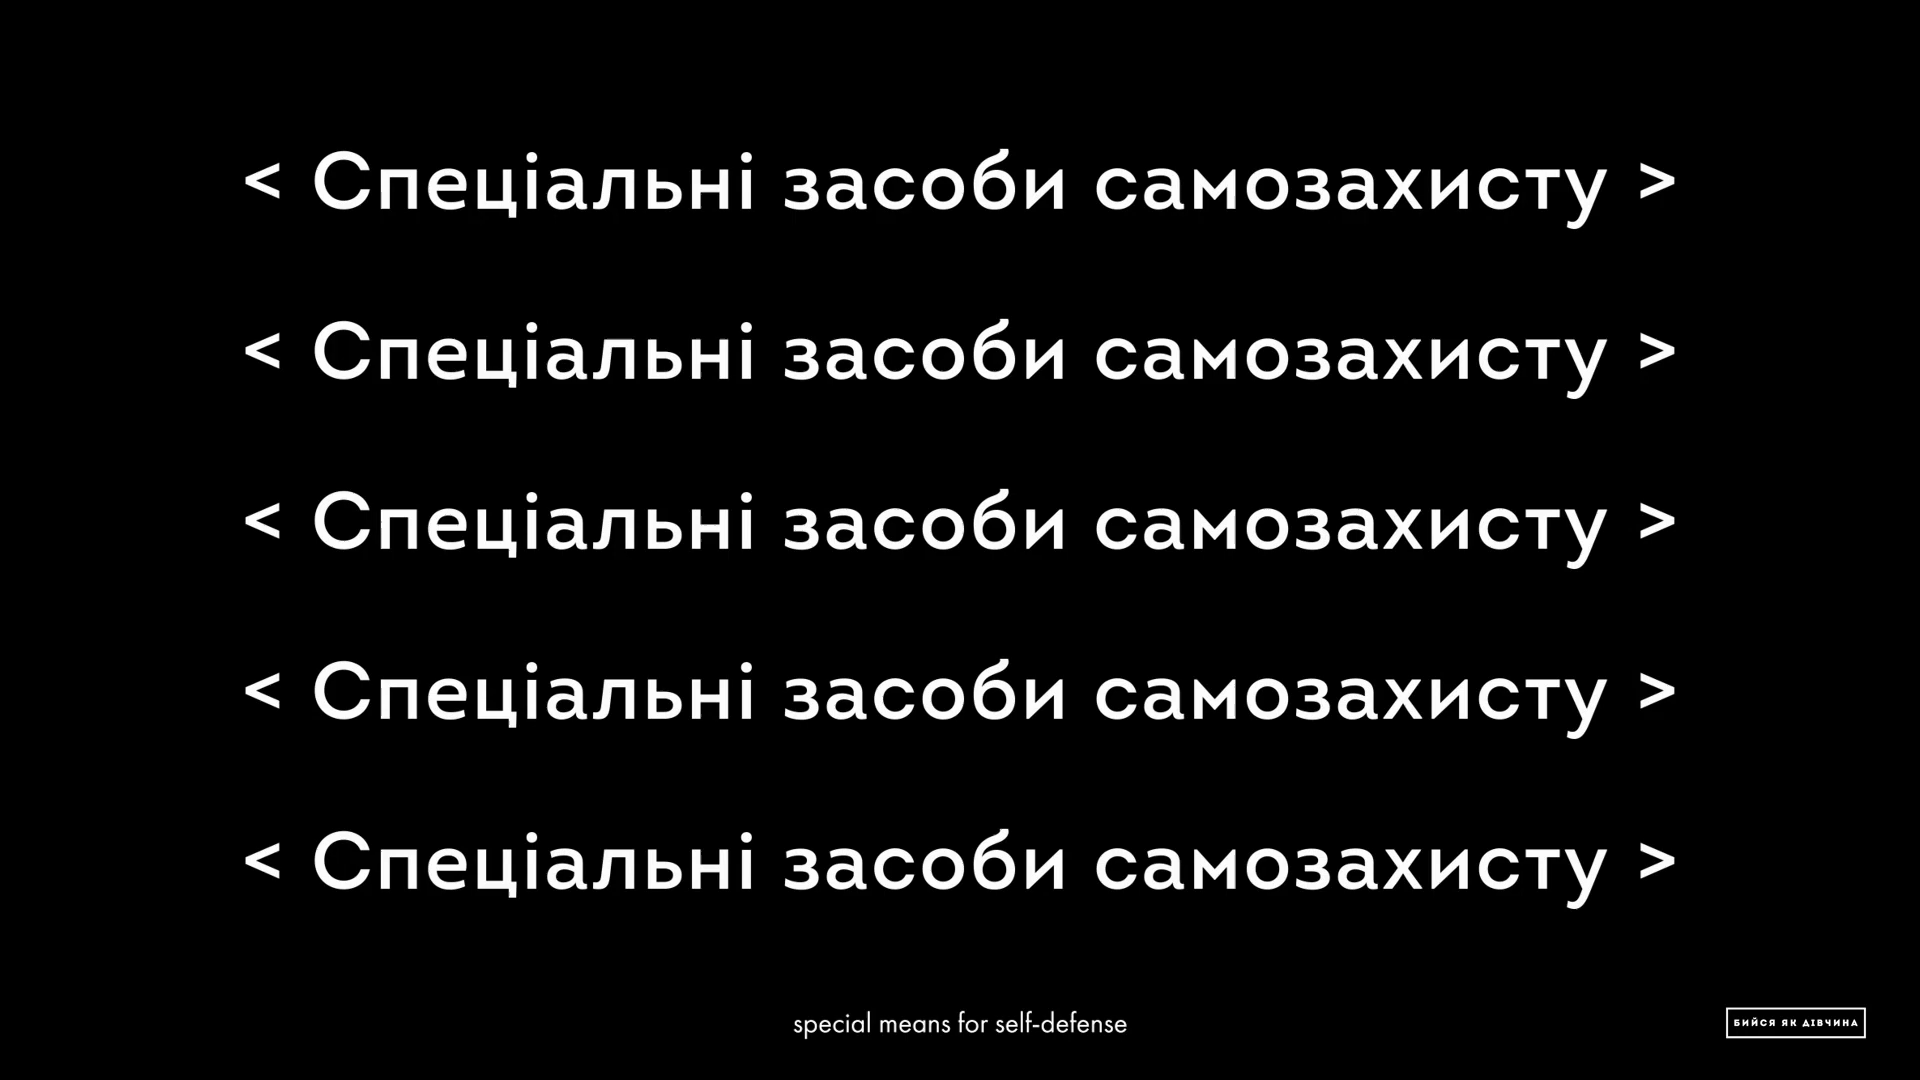 < Спеціальні засоби самозахисту >
< Спеціальні засоби самозахисту >
< Спеціальні засоби самозахисту >
< Спеціальні засоби самозахисту >
< Спеціальні засоби самозахисту >
special means for self-defense
БИЙСЯ ЯК ДІВЧИНА